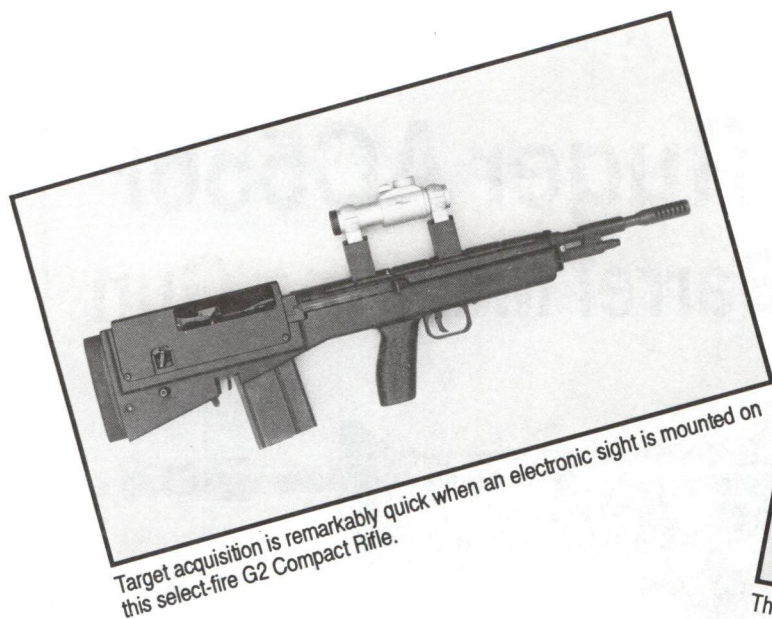 Target acquisition is remarkably quick when an electronic sight is mounted on
this select-fire G2 Compact Rifle.
Th